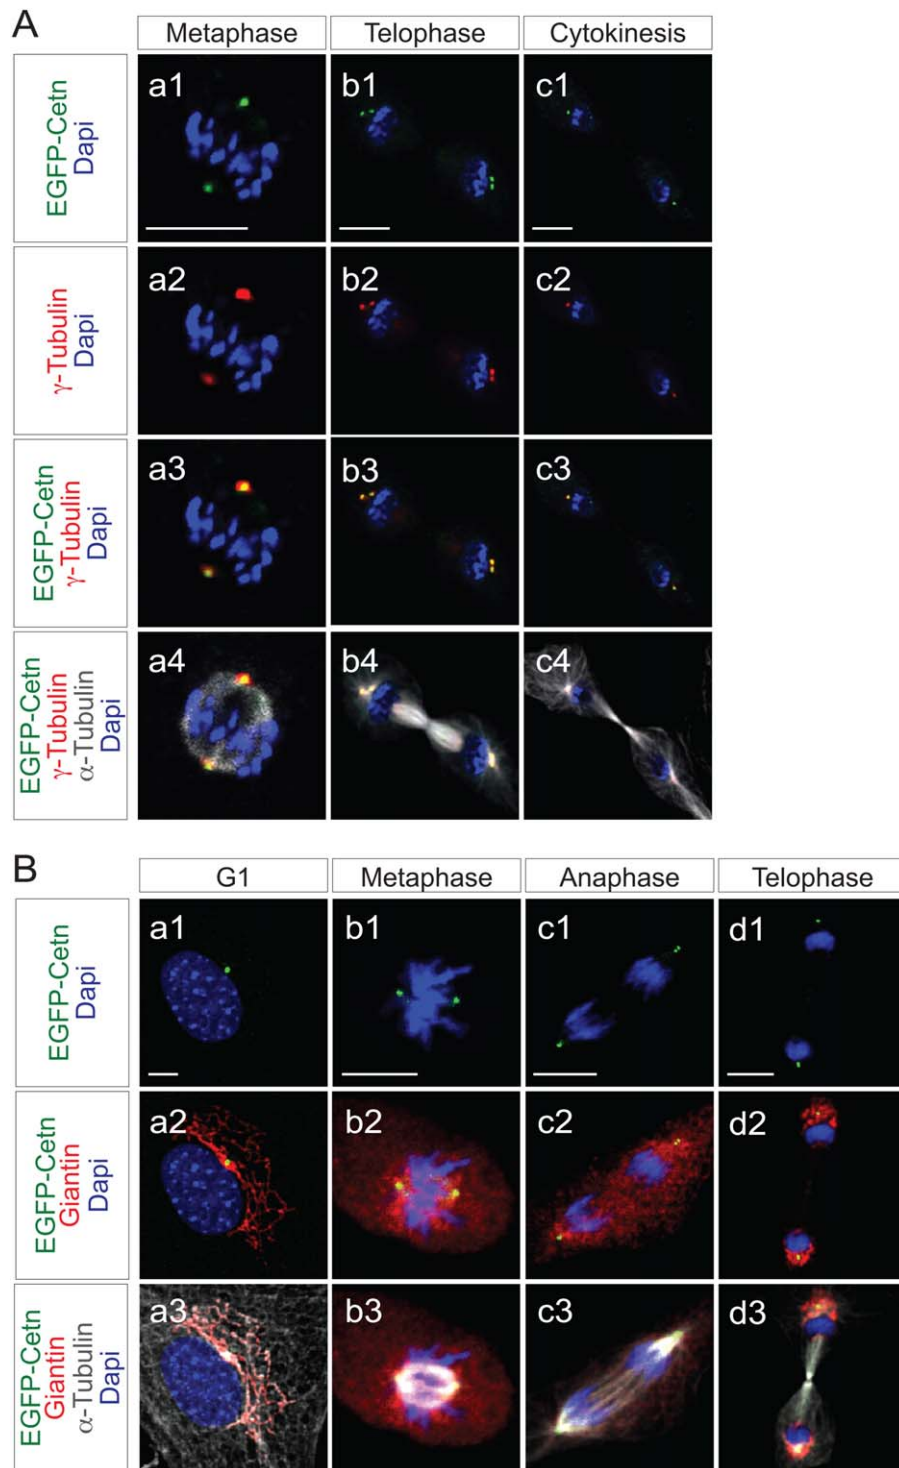 A
Metaphase Telophase Cytokinesis
EGFP-Cetn
Dapi
a1 b1 c1
γ-Tubulin
Dapi
a2 b2 c2
EGFP-Cetn
γ-Tubulin
Dapi
a3 b3 c3
EGFP-Cetn
γ-Tubulin
α-Tubulin
Dapi
a4 b4 c4
B
G1 Metaphase Anaphase Telophase
EGFP-Cetn
Dapi
a1 b1 c1 d1
EGFP-Cetn
Giantin
Dapi
a2 b2 c2 d2
EGFP-Cetn
Giantin
α-Tubulin
Dapi
a3 b3 c3 d3